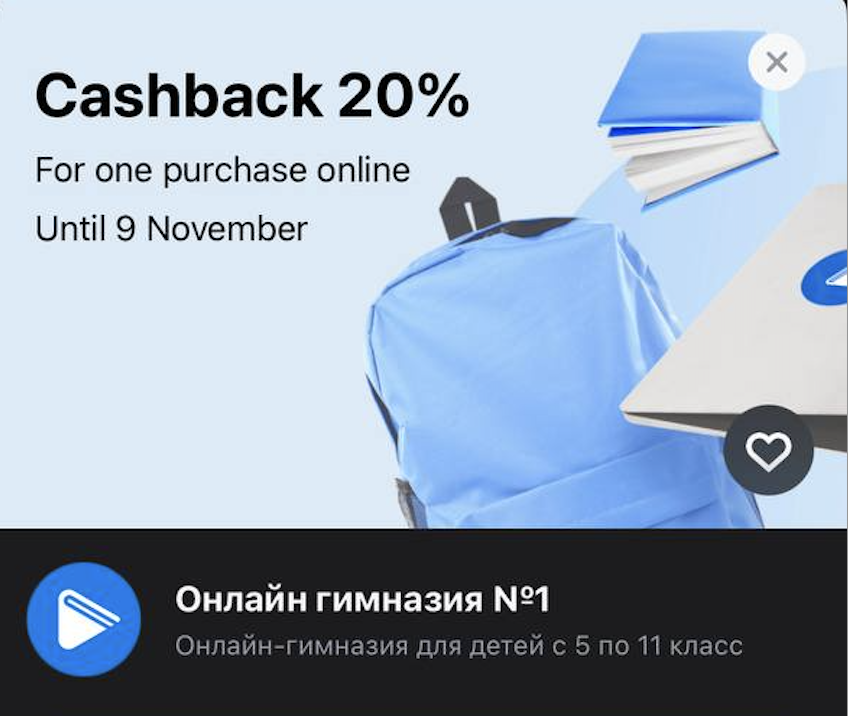 Cashback 20%
For one purchase online
Until 9 November
Онлайн гимназия №1
Онлайн-гимназия для детей с 5 по 11 класс